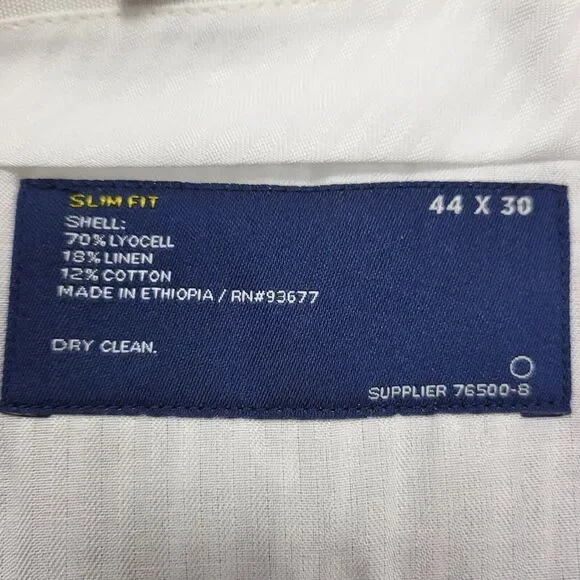 SLIM FIT
44 X 30
SHELL:
70% LYOCELL
18% LINEN
12% COTTON
MADE IN ETHIOPIA / RN#93677
DRY CLEAN.
SUPPLIER 76500-8